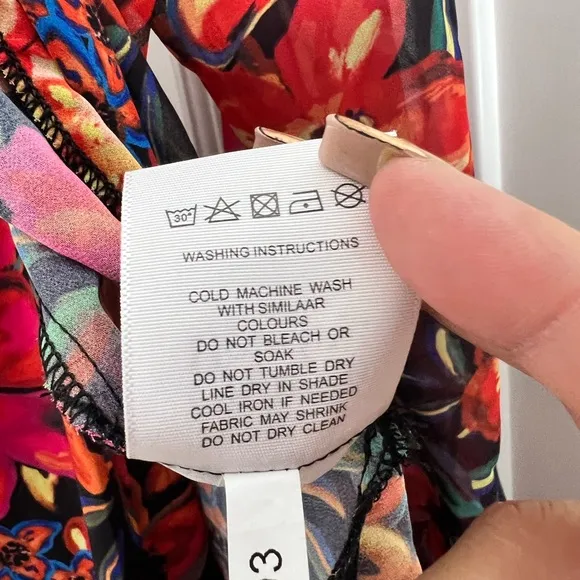 30°
WASHING INSTRUCTIONS
COLD MACHINE WASH
WITH SIMILAAR
COLOURS
DO NOT BLEACH OR
SOAK
DO NOT TUMBLE DRY
LINE DRY IN SHADE
COOL IRON IF NEEDED
FABRIC MAY SHRINK
DO NOT DRY CLEAN
93